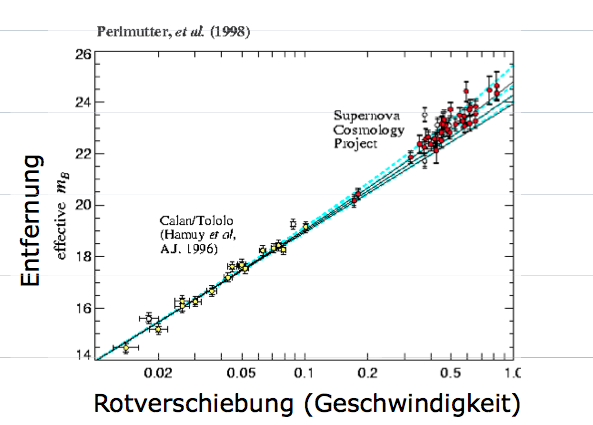 Perlmutter, et al. (1998)
26
24
22
20
18
16
14
Entfernung
effective mB
Supernova
Cosmology
Project
Calan/Tololo
(Hamuy et al,
A.J. 1996)
0.02
0.05
0.1
0.2
0.5
1.0
Rotverschiebung (Geschwindigkeit)